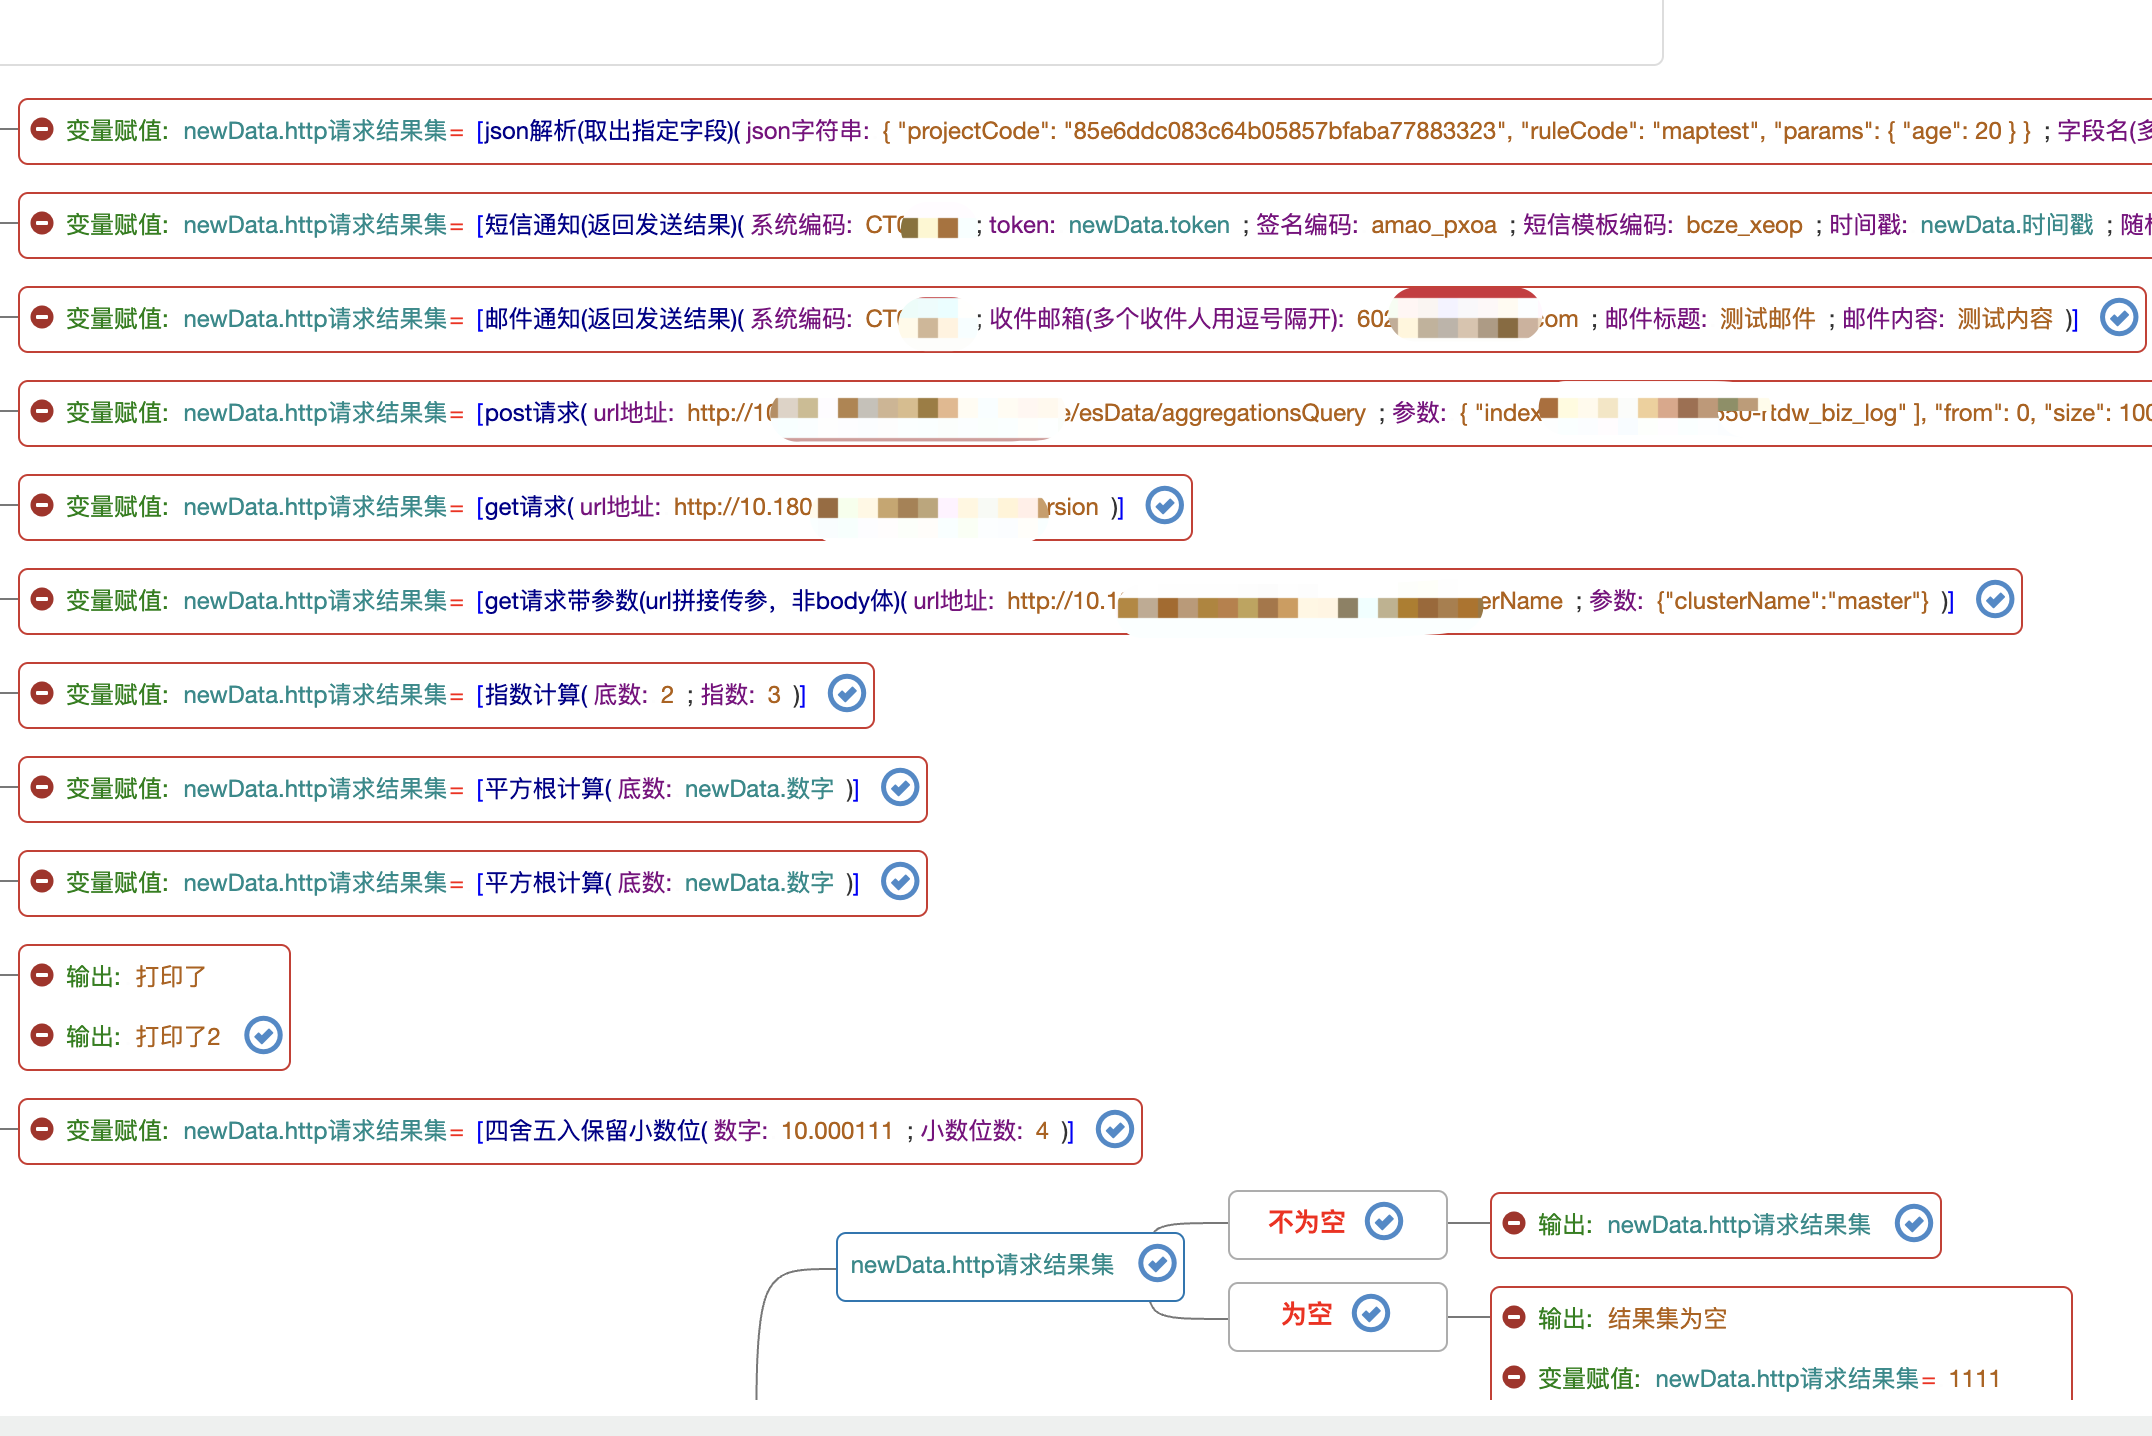 变量赋值: newData.http请求结果集= [json解析(取出指定字段)( json字符串: { "projectCode": "85e6ddc083c64b05857bfaba77883323", "ruleCode": "maptest", "params": { "age": 20 } } ; 字段名(多
变量赋值: newData.http请求结果集= [短信通知(返回发送结果)( 系统编码: CT ; token: newData.token ; 签名编码: amao_pxoa ; 短信模板编码: bcze_xeop ; 时间戳: newData.时间戳 ; 随机
变量赋值: newData.http请求结果集= [邮件通知(返回发送结果)( 系统编码: CT ; 收件邮箱(多个收件人用逗号隔开): 602 com ; 邮件标题: 测试邮件 ; 邮件内容: 测试内容 )]
变量赋值: newData.http请求结果集= [post请求( url地址: http://10 e/esData/aggregationsQuery ; 参数: { "index -rtdw_biz_log" ], "from": 0, "size": 100
变量赋值: newData.http请求结果集= [get请求( url地址: http://10.180 rsion )]
变量赋值: newData.http请求结果集= [get请求带参数(url拼接传参，非body体)( url地址: http://10.1 erName ; 参数: {"clusterName":"master"} )]
变量赋值: newData.http请求结果集= [指数计算( 底数: 2 ; 指数: 3 )]
变量赋值: newData.http请求结果集= [平方根计算( 底数: newData.数字 )]
变量赋值: newData.http请求结果集= [平方根计算( 底数: newData.数字 )]
输出: 打印了
输出: 打印了2
变量赋值: newData.http请求结果集= [四舍五入保留小数位( 数字: 10.000111 ; 小数位数: 4 )]
newData.http请求结果集
不为空
输出: newData.http请求结果集
为空
输出: 结果集为空
变量赋值: newData.http请求结果集= 1111